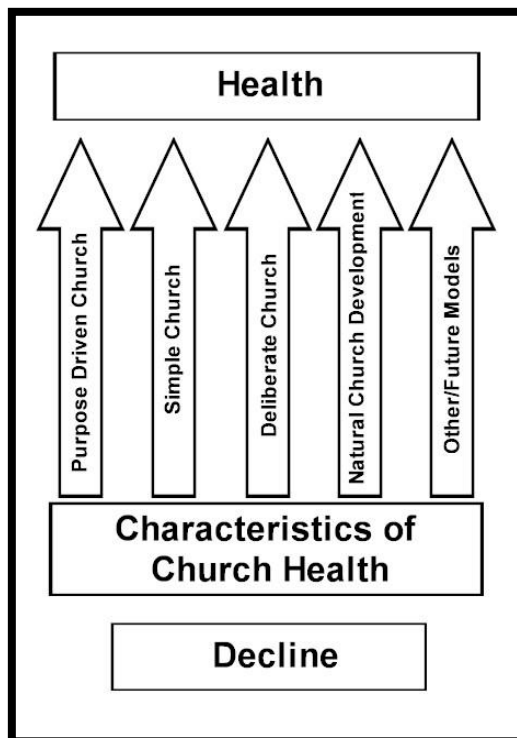 Health
Purpose Driven Church
Simple Church
Deliberate Church
Natural Church Development
Other/Future Models
Characteristics of
Church Health
Decline